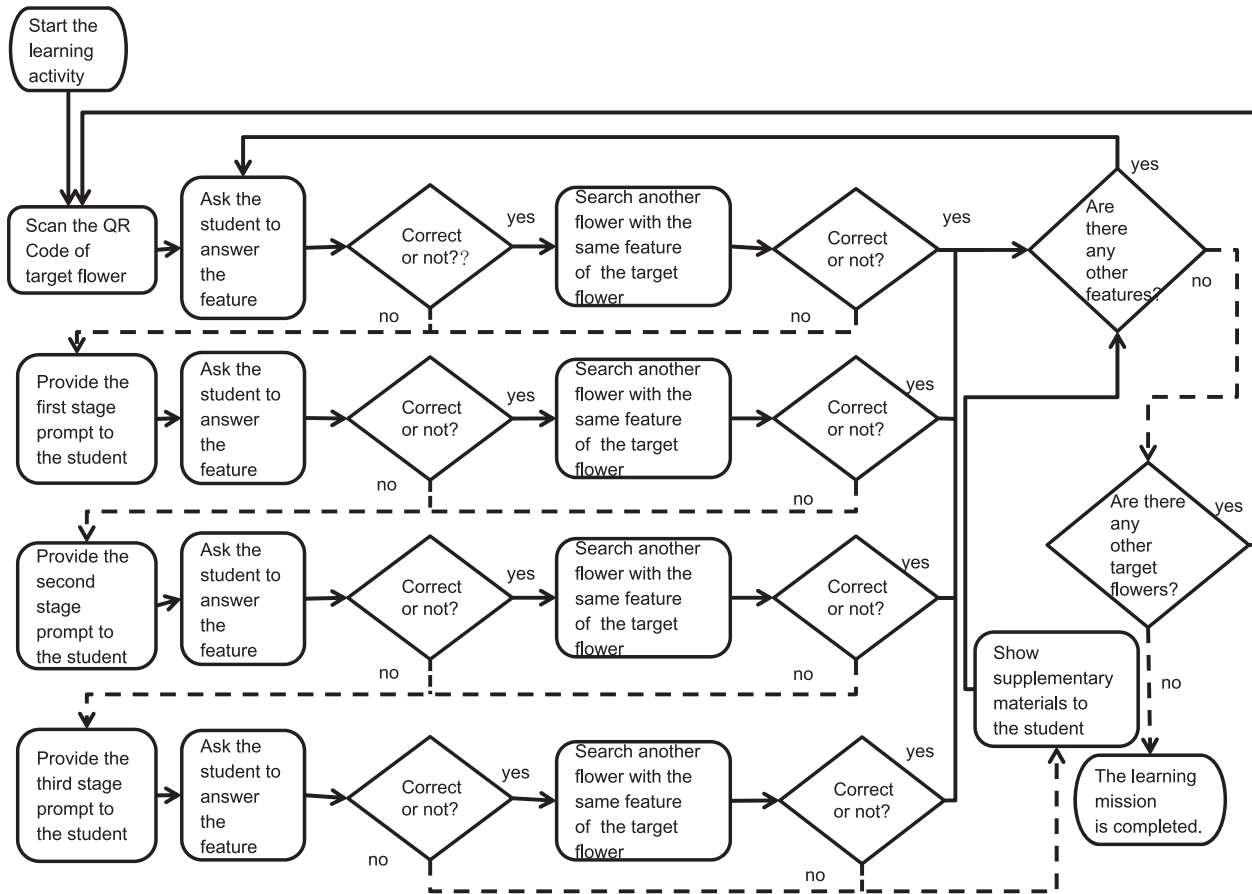 Start the
learning
activity
Scan the QR
Code of
target flower
Ask the
student to
answer
the
feature
Correct
or not??
yes
no
Search another
flower with the
same feature
of the target
flower
Correct
or not?
yes
no
Are
there
any
other
features?
yes
no
Provide the
first stage
prompt to
the student
Ask the
student to
answer
the
feature
Correct
or not?
yes
no
Search another
flower with the
same feature
of the target
flower
Correct
or not?
yes
no
Are there
any
other
target
flowers?
yes
no
Provide the
second
stage
prompt to
the student
Ask the
student to
answer
the
feature
Correct
or not?
yes
no
Search another
flower with the
same feature
of the target
flower
Correct
or not?
yes
no
Show
supplementary
materials to
the student
Provide the
third stage
prompt to
the student
Ask the
student to
answer
the
feature
Correct
or not?
yes
no
Search another
flower with the
same feature
of the target
flower
Correct
or not?
yes
no
The learning
mission
is completed.